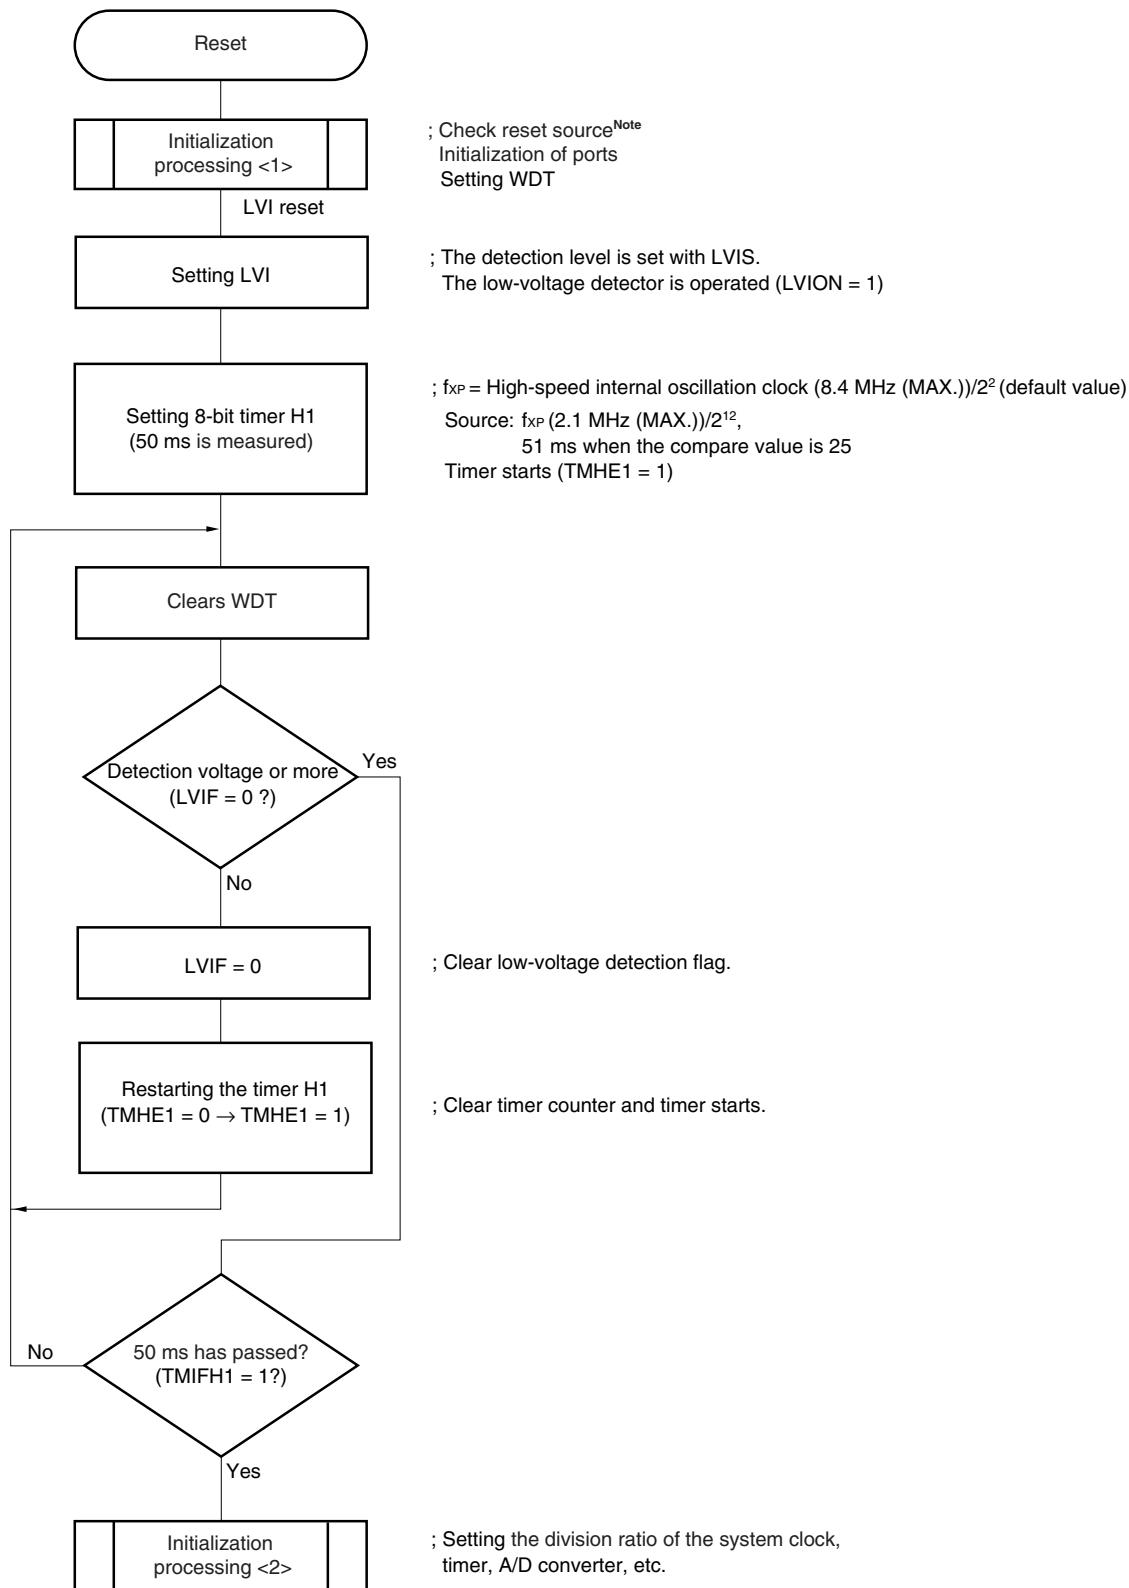 Reset
Initialization
processing <1>
; Check reset source^Note
Initialization of ports
Setting WDT
LVI reset
Setting LVI
; The detection level is set with LVIS.
The low-voltage detector is operated (LVION = 1)
Setting 8-bit timer H1
(50 ms is measured)
; fXP = High-speed internal oscillation clock (8.4 MHz (MAX.))/2² (default value)
Source: fXP (2.1 MHz (MAX.))/2¹²,
51 ms when the compare value is 25
Timer starts (TMHE1 = 1)
Clears WDT
Detection voltage or more
(LVIF = 0 ?)
Yes
No
LVIF = 0
; Clear low-voltage detection flag.
Restarting the timer H1
(TMHE1 = 0 → TMHE1 = 1)
; Clear timer counter and timer starts.
50 ms has passed?
(TMIFH1 = 1?)
No
Yes
Initialization
processing <2>
; Setting the division ratio of the system clock,
timer, A/D converter, etc.